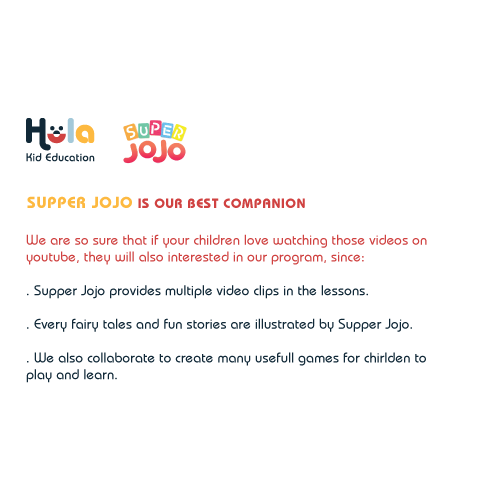 Hula
Kid Education
SUPER
JOJO
SUPPER JOJO IS OUR BEST COMPANION
We are so sure that if your children love watching those videos on
youtube, they will also interested in our program, since:
. Supper Jojo provides multiple video clips in the lessons.
. Every fairy tales and fun stories are illustrated by Supper Jojo.
. We also collaborate to create many usefull games for chirlden to
play and learn.